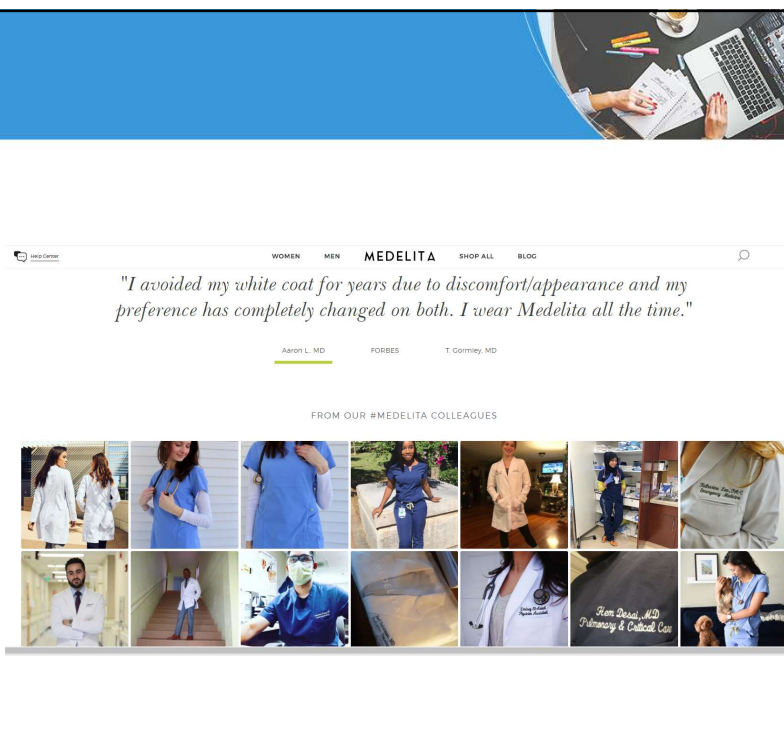 Help Center
WOMEN MEN MEDELITA SHOP ALL BLOG
"I avoided my white coat for years due to discomfort/appearance and my
preference has completely changed on both. I wear Medelita all the time."
Aaron L., MD FORBES T. Gormley, MD
FROM OUR #MEDELITA COLLEAGUES
Emergency Medicine
Physician Assistant
Hem Desai, MD
Pulmonary & Critical Care